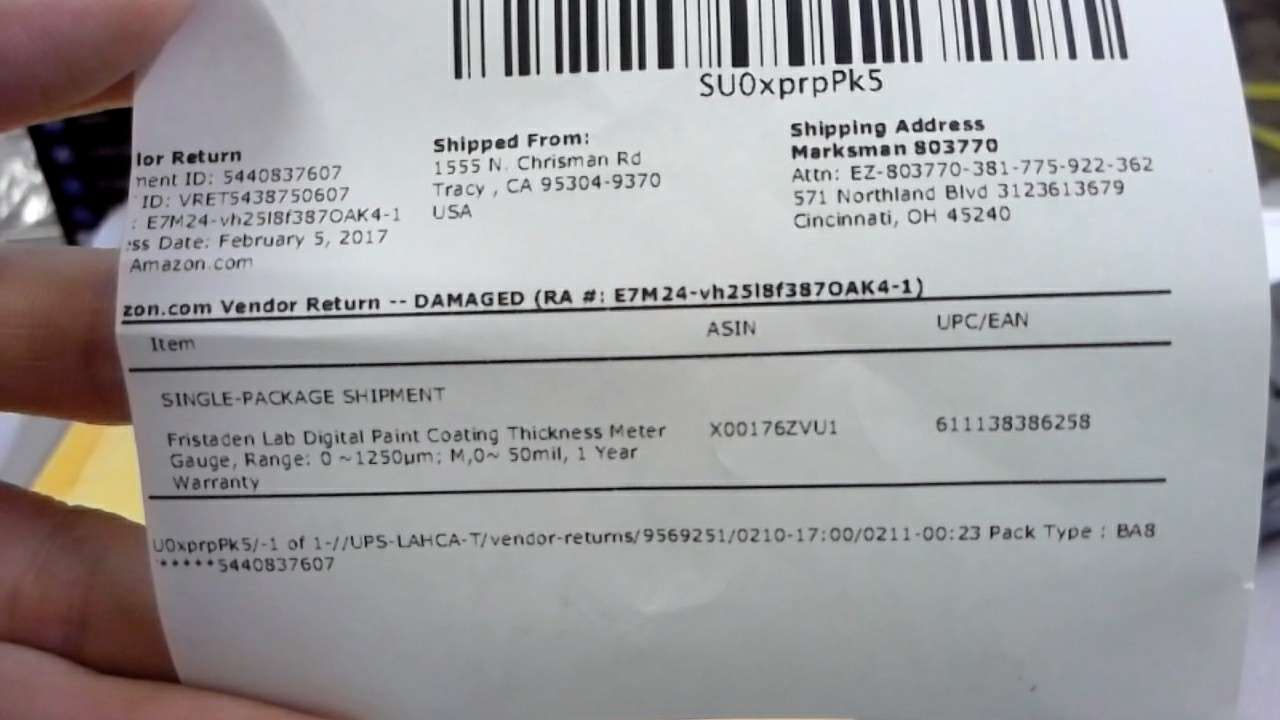 SU0xprpPk5
lor Return
nent ID: 5440837607
ID: VRET5438750607
: E7M24-vh25l8f387OAK4-1
ess Date: February 5, 2017
Amazon.com
Shipped From:
1555 N. Chrisman Rd
Tracy , CA 95304-9370
USA
Shipping Address
Marksman 803770
Attn: EZ-803770-381-775-922-362
571 Northland Blvd 3123613679
Cincinnati, OH 45240
zon.com Vendor Return -- DAMAGED (RA #: E7M24-vh25l8f387OAK4-1)
Item ASIN UPC/EAN
SINGLE-PACKAGE SHIPMENT
Fristaden Lab Digital Paint Coating Thickness Meter X00176ZVU1 611138386258
Gauge, Range: 0 ~1250µm; M,0~ 50mil, 1 Year
Warranty
U0xprpPk5/-1 of 1-//UPS-LAHCA-T/vendor-returns/9569251/0210-17:00/0211-00:23 Pack Type : BA8
*****5440837607